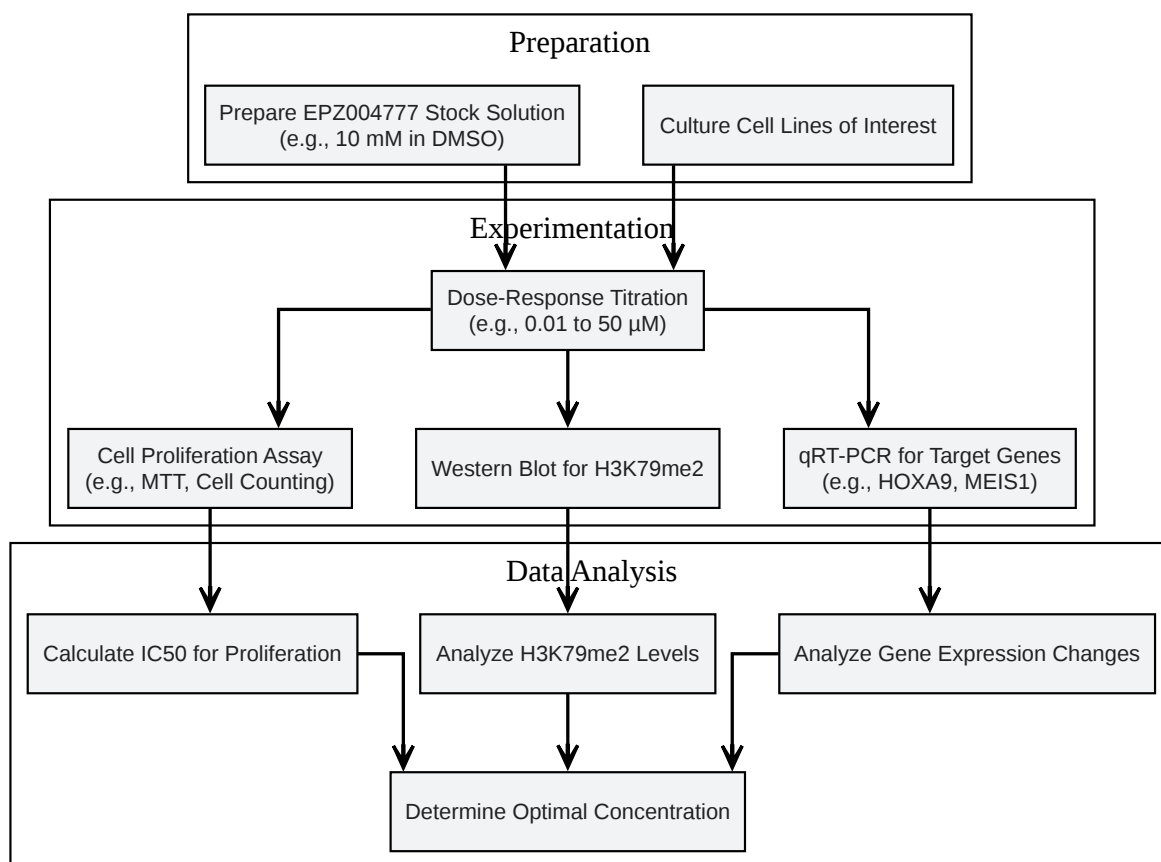 Preparation
Prepare EPZ004777 Stock Solution
(e.g., 10 mM in DMSO)
Culture Cell Lines of Interest
Experimentation
Dose-Response Titration
(e.g., 0.01 to 50 µM)
Cell Proliferation Assay
(e.g., MTT, Cell Counting)
Western Blot for H3K79me2
qRT-PCR for Target Genes
(e.g., HOXA9, MEIS1)
Data Analysis
Calculate IC50 for Proliferation
Analyze H3K79me2 Levels
Analyze Gene Expression Changes
Determine Optimal Concentration